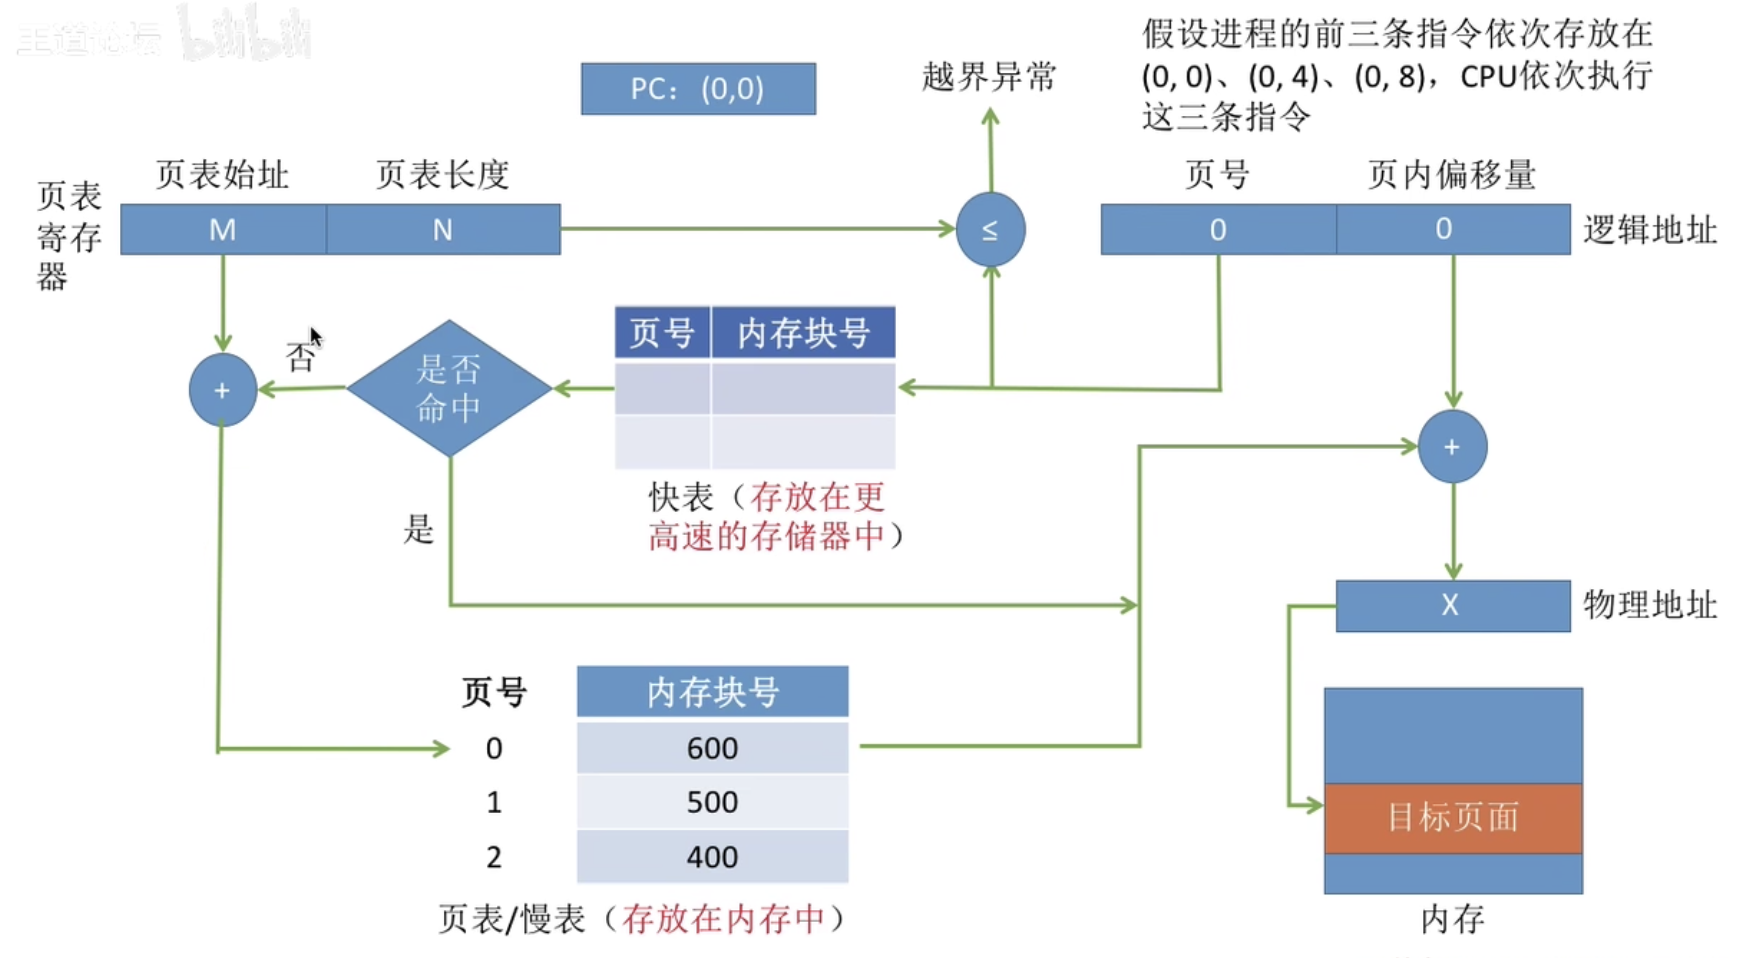 王道论坛 bilibili
假设进程的前三条指令依次存放在
(0, 0)、(0, 4)、(0, 8)，CPU依次执行
这三条指令
PC： (0,0)
越界异常
页表始址 页表长度
页号 页内偏移量
页表
寄存
器
M N
≤
0 0
逻辑地址
页号 内存块号
否
是否
命中
+
+
快表（存放在更
高速的存储器中）
是
X
物理地址
页号 内存块号
0 600
1 500
2 400
目标页面
页表/慢表（存放在内存中）
内存